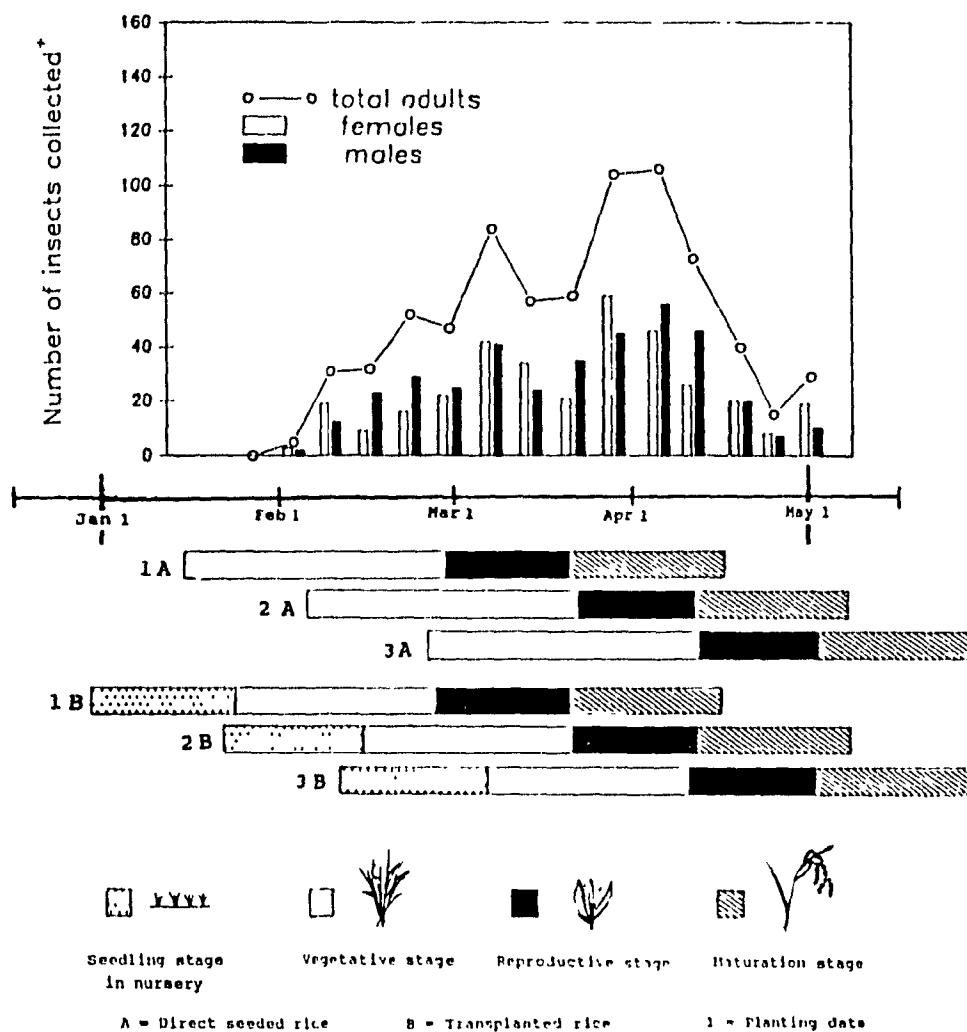 160
140
120
100
80
60
40
20
0
Number of insects collected+
total adults
females
males
Jan 1
Feb 1
Mar 1
Apr 1
May 1
1 A
2 A
3A
1 B
2 B
3 B
Seedling stage
in nursery
Vegetative stage
Reproductive stage
Maturation stage
A = Direct seeded rice
B = Transplanted rice
1 = Planting date